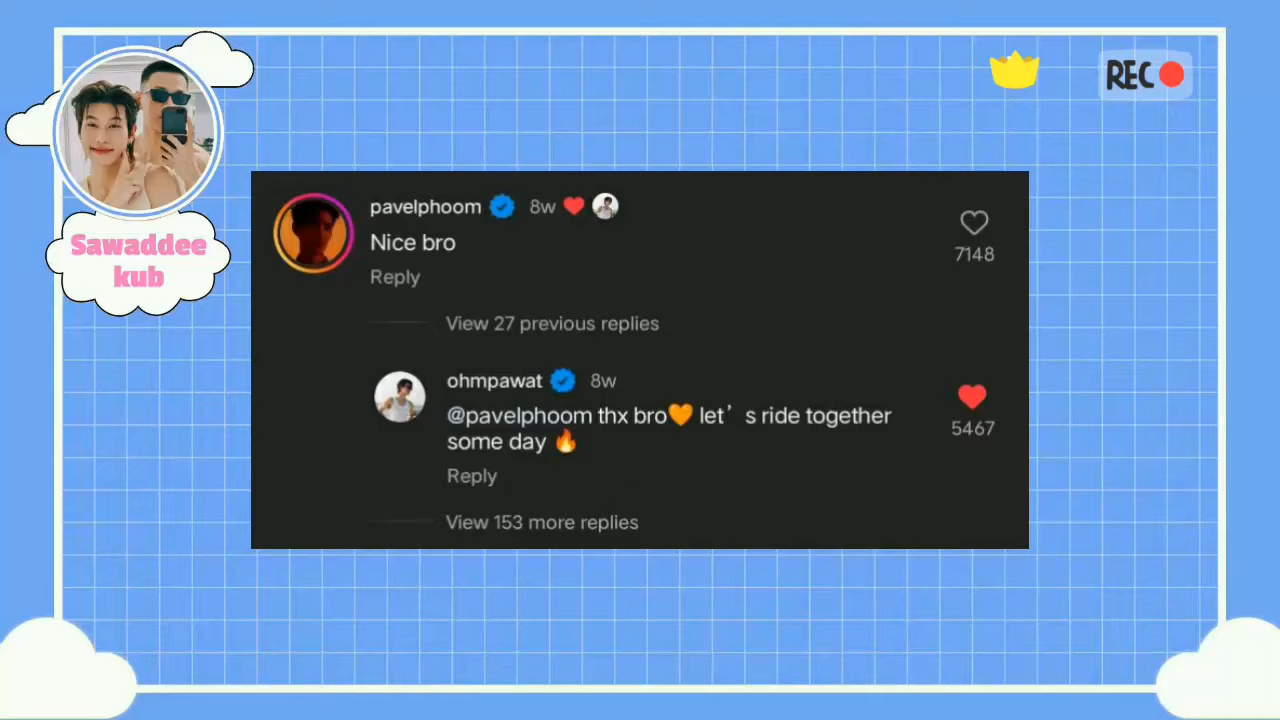 REC
Sawaddee
kub
pavelphoom 8w
Nice bro
Reply
7148
View 27 previous replies
ohmpawat 8w
@pavelphoom thx bro🧡 let’s ride together
some day 🔥
5467
Reply
View 153 more replies